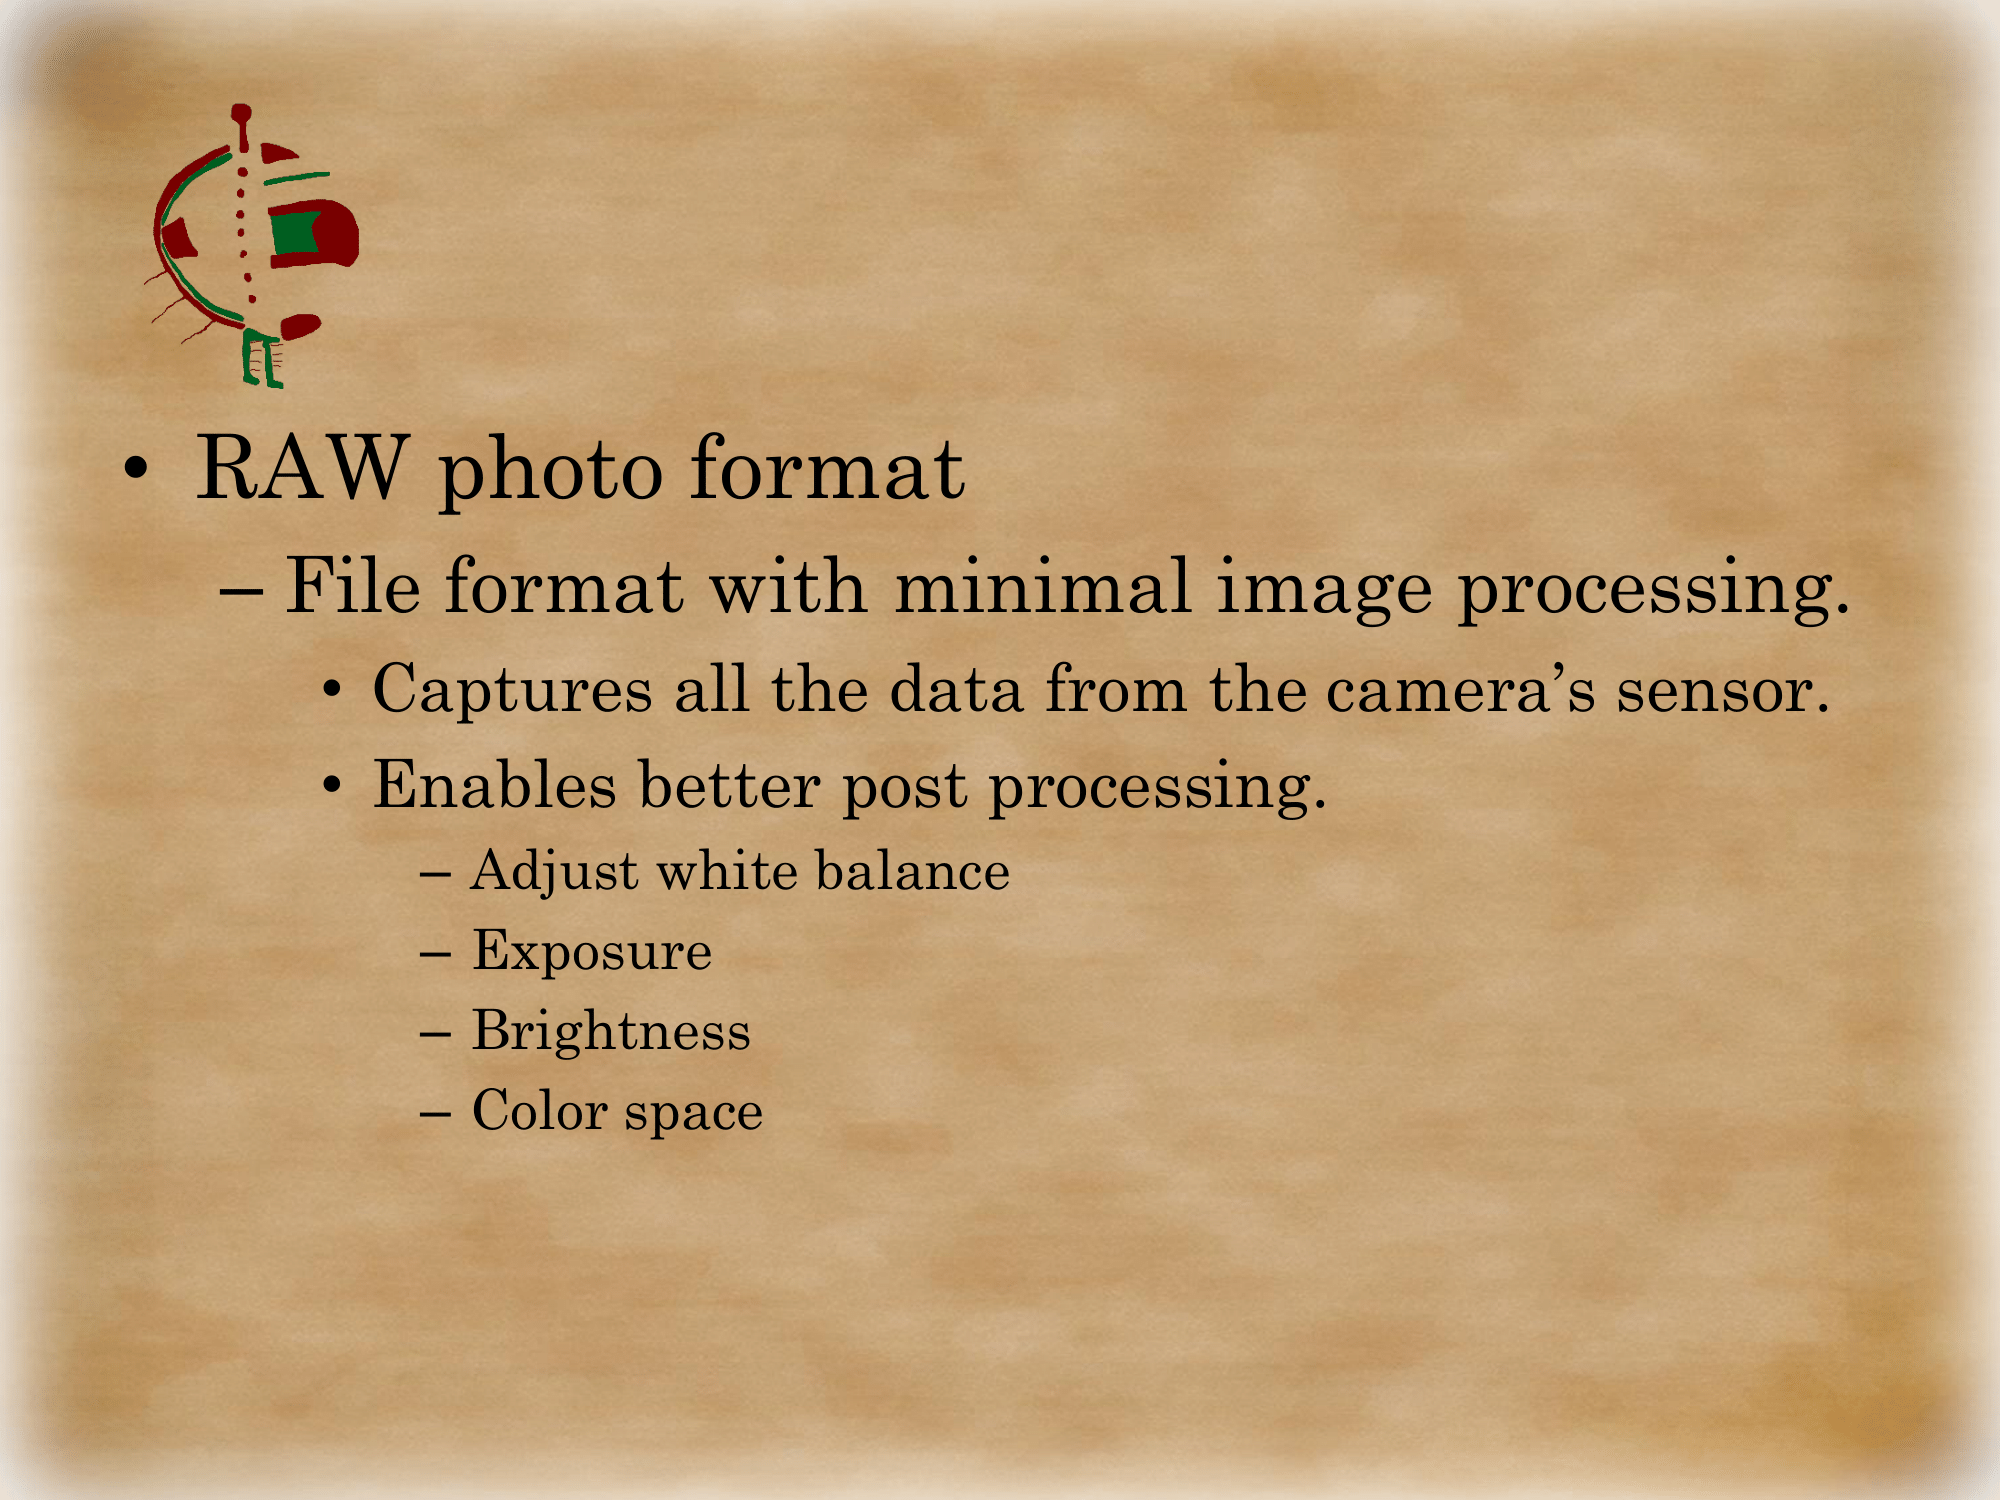 • RAW photo format
– File format with minimal image processing.
• Captures all the data from the camera’s sensor.
• Enables better post processing.
– Adjust white balance
– Exposure
– Brightness
– Color space